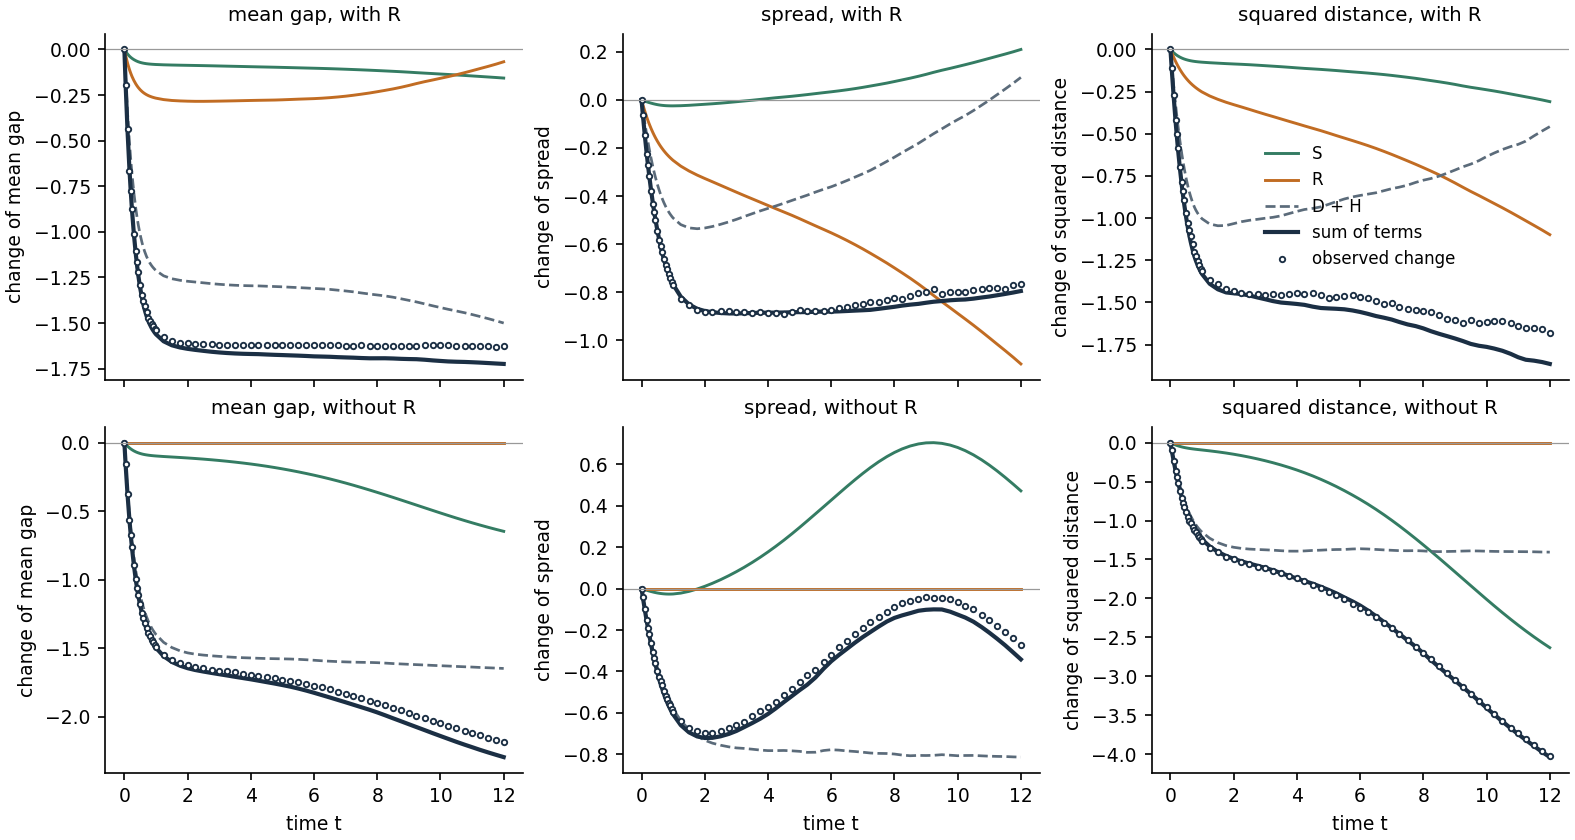 mean gap, with R
change of mean gap
0.00
−0.25
−0.50
−0.75
−1.00
−1.25
−1.50
−1.75
spread, with R
change of spread
0.2
0.0
−0.2
−0.4
−0.6
−0.8
−1.0
squared distance, with R
change of squared distance
0.00
−0.25
−0.50
−0.75
−1.00
−1.25
−1.50
−1.75
S
R
D + H
sum of terms
observed change
mean gap, without R
change of mean gap
0.0
−0.5
−1.0
−1.5
−2.0
0 2 4 6 8 10 12
time t
spread, without R
change of spread
0.6
0.4
0.2
0.0
−0.2
−0.4
−0.6
−0.8
0 2 4 6 8 10 12
time t
squared distance, without R
change of squared distance
0.0
−0.5
−1.0
−1.5
−2.0
−2.5
−3.0
−3.5
−4.0
0 2 4 6 8 10 12
time t